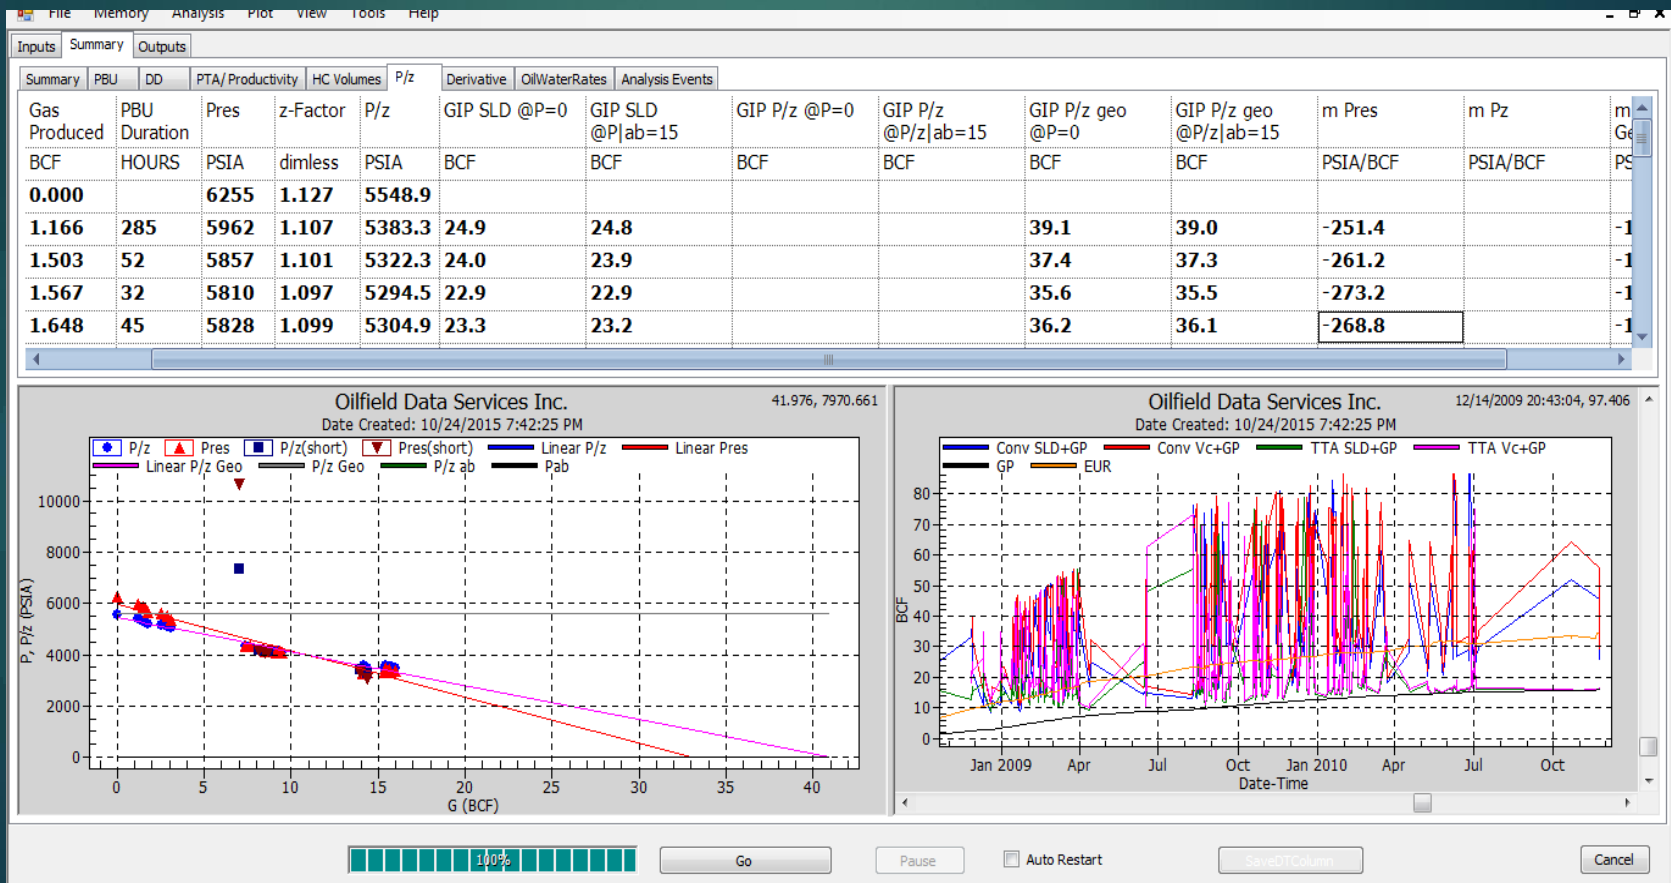 File Memory Analysis Plot View Tools Help
Inputs Summary Outputs
Summary PBU DD PTA/Productivity HC Volumes P/z Derivative OilWaterRates Analysis Events
Gas Produced PBU Duration Pres z-Factor P/z GIP SLD @P=0 GIP SLD @P|ab=15 GIP P/z @P=0 GIP P/z @P/z|ab=15 GIP P/z geo @P=0 GIP P/z geo @P/z|ab=15 m Pres m Pz m
BCF HOURS PSIA dimless PSIA BCF BCF BCF BCF BCF BCF PSIA/BCF PSIA/BCF PS
0.000 6255 1.127 5548.9
1.166 285 5962 1.107 5383.3 24.9 24.8 39.1 39.0 -251.4 -1
1.503 52 5857 1.101 5322.3 24.0 23.9 37.4 37.3 -261.2 -1
1.567 32 5810 1.097 5294.5 22.9 22.9 35.6 35.5 -273.2 -1
1.648 45 5828 1.099 5304.9 23.3 23.2 36.2 36.1 -268.8 -1
Oilfield Data Services Inc. 41.976, 7970.661
Date Created: 10/24/2015 7:42:25 PM
P/z Pres P/z(short) Pres(short) Linear P/z Linear Pres
Linear P/z Geo P/z Geo P/z ab Pab
P, P/z (PSIA)
10000
8000
6000
4000
2000
0
0 5 10 15 20 25 30 35 40
G (BCF)
Oilfield Data Services Inc. 12/14/2009 20:43:04, 97.406
Date Created: 10/24/2015 7:42:25 PM
Conv SLD+GP Conv Vc+GP TTA SLD+GP TTA Vc+GP
GP EUR
BCF
80
70
60
50
40
30
20
10
0
Jan 2009 Apr Jul Oct Jan 2010 Apr Jul Oct
Date-Time
100% Go Pause Auto Restart SaveDTColumn Cancel